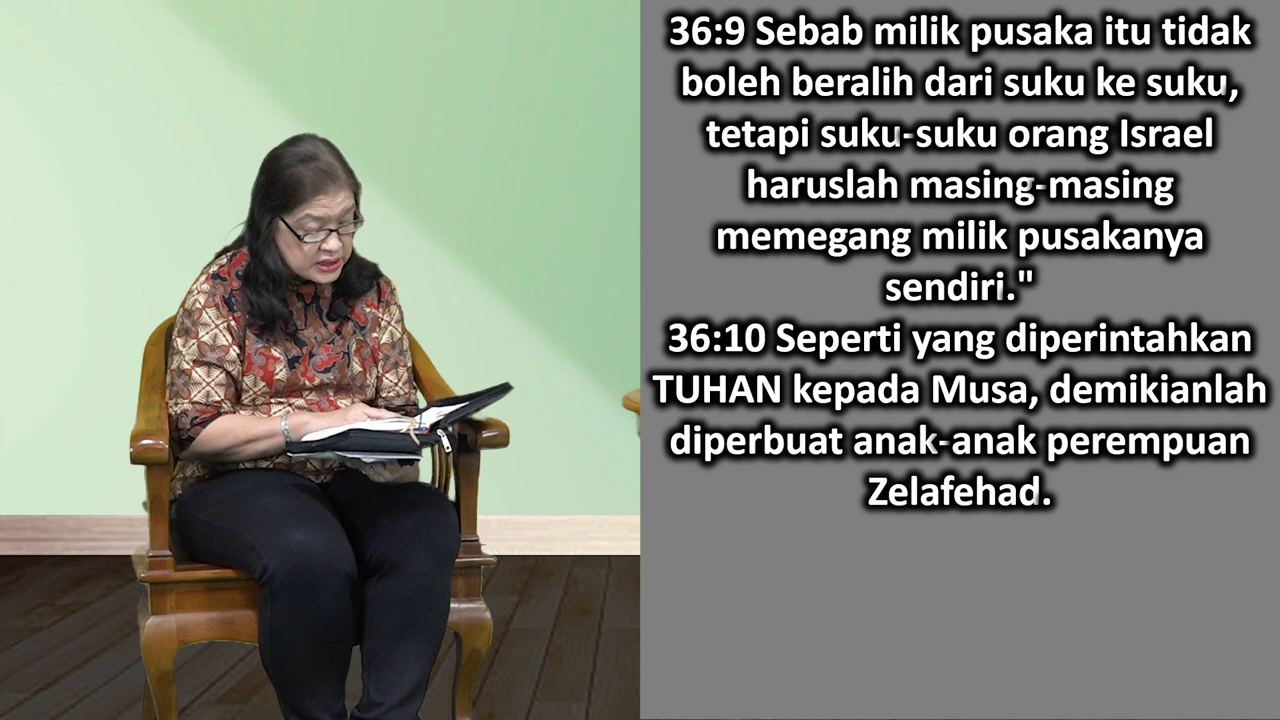 36:9 Sebab milik pusaka itu tidak
boleh beralih dari suku ke suku,
tetapi suku-suku orang Israel
haruslah masing-masing
memegang milik pusakanya
sendiri."
36:10 Seperti yang diperintahkan
TUHAN kepada Musa, demikianlah
diperbuat anak-anak perempuan
Zelafehad.